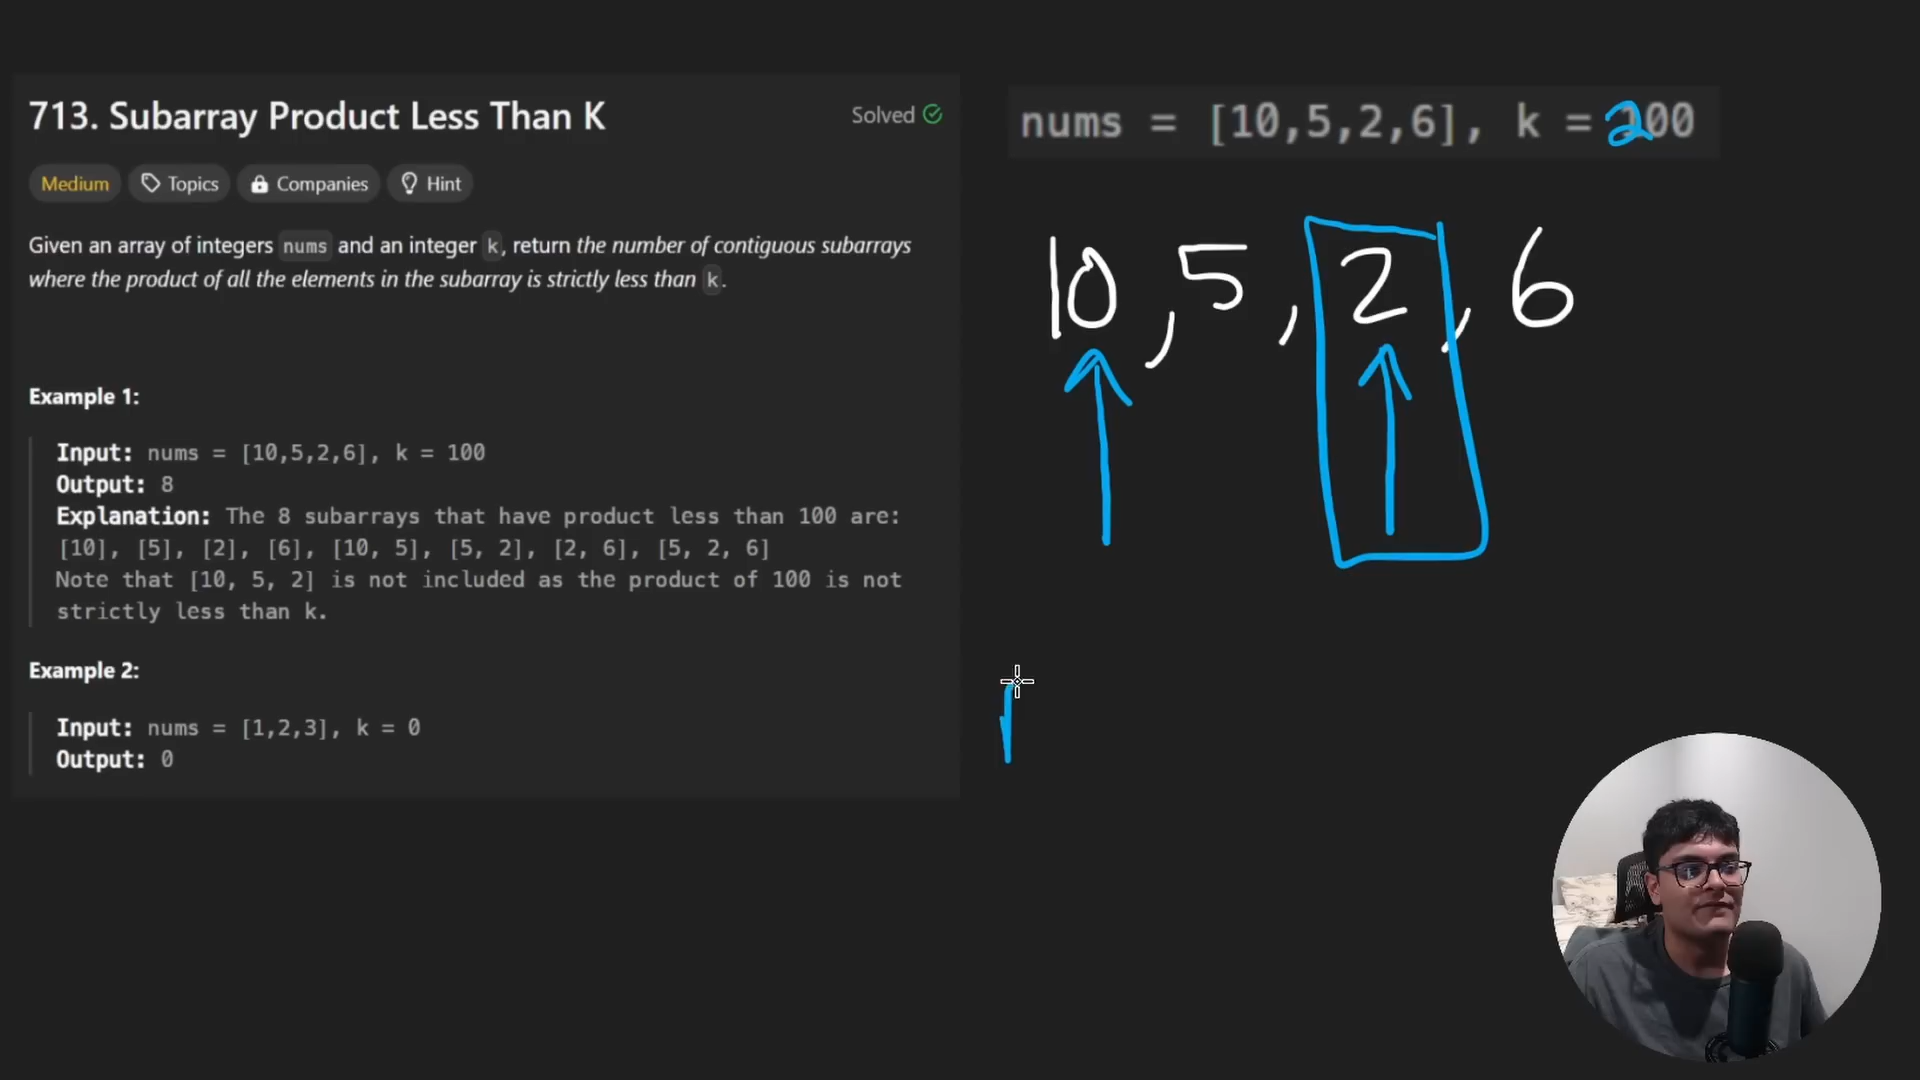 713. Subarray Product Less Than K
Solved
Medium Topics Companies Hint
Given an array of integers nums and an integer k, return the number of contiguous subarrays
where the product of all the elements in the subarray is strictly less than k.
Example 1:
Input: nums = [10,5,2,6], k = 100
Output: 8
Explanation: The 8 subarrays that have product less than 100 are:
[10], [5], [2], [6], [10, 5], [5, 2], [2, 6], [5, 2, 6]
Note that [10, 5, 2] is not included as the product of 100 is not
strictly less than k.
Example 2:
Input: nums = [1,2,3], k = 0
Output: 0
nums = [10,5,2,6], k = 200
10, 5, 2, 6